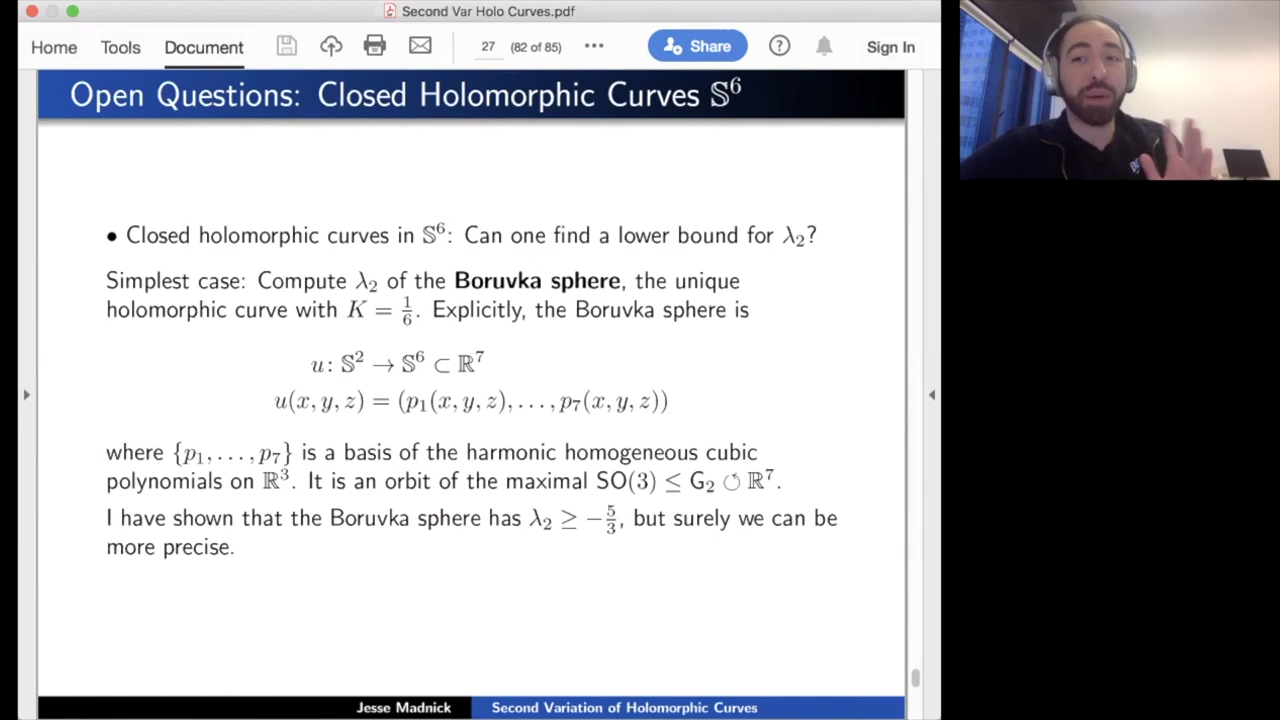 Second Var Holo Curves.pdf
Home Tools Document 27 (82 of 85) Share Sign In
Open Questions: Closed Holomorphic Curves 𝕊⁶
• Closed holomorphic curves in 𝕊⁶: Can one find a lower bound for λ₂?
Simplest case: Compute λ₂ of the Boruvka sphere, the unique
holomorphic curve with K = 1/6. Explicitly, the Boruvka sphere is
u: 𝕊² → 𝕊⁶ ⊂ ℝ⁷
u(x, y, z) = (p₁(x, y, z), . . . , p₇(x, y, z))
where {p₁, . . . , p₇} is a basis of the harmonic homogeneous cubic
polynomials on ℝ³. It is an orbit of the maximal SO(3) ≤ G₂ ↺ ℝ⁷.
I have shown that the Boruvka sphere has λ₂ ≥ −5/3, but surely we can be
more precise.
Jesse Madnick Second Variation of Holomorphic Curves